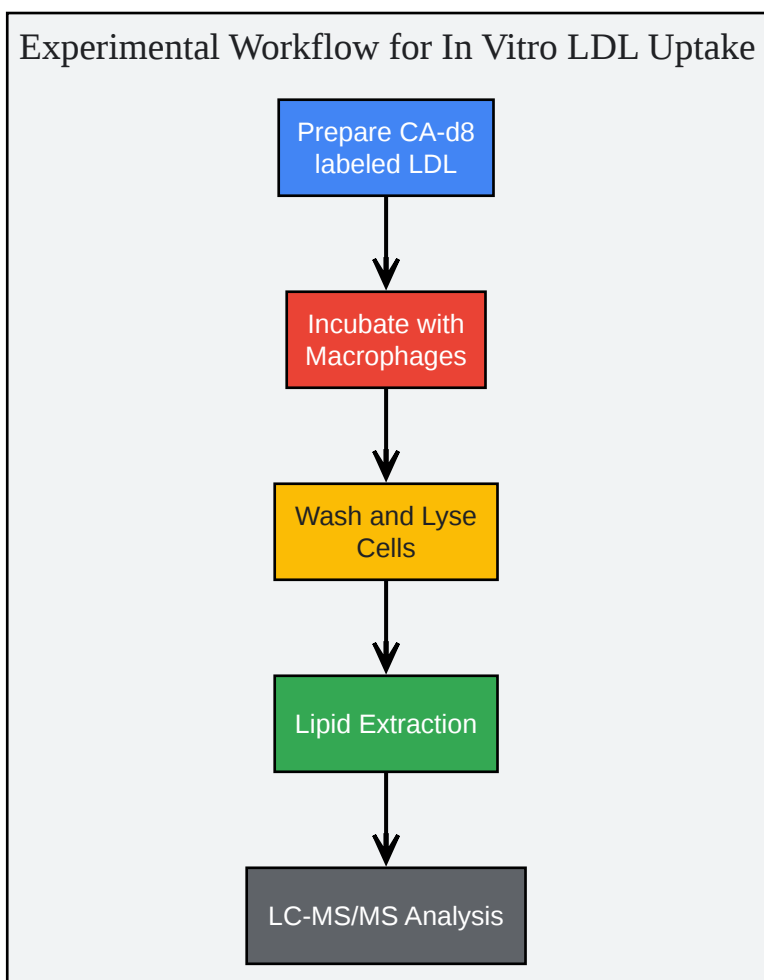 Experimental Workflow for In Vitro LDL Uptake
Prepare CA-d8
labeled LDL
Incubate with
Macrophages
Wash and Lyse
Cells
Lipid Extraction
LC-MS/MS Analysis